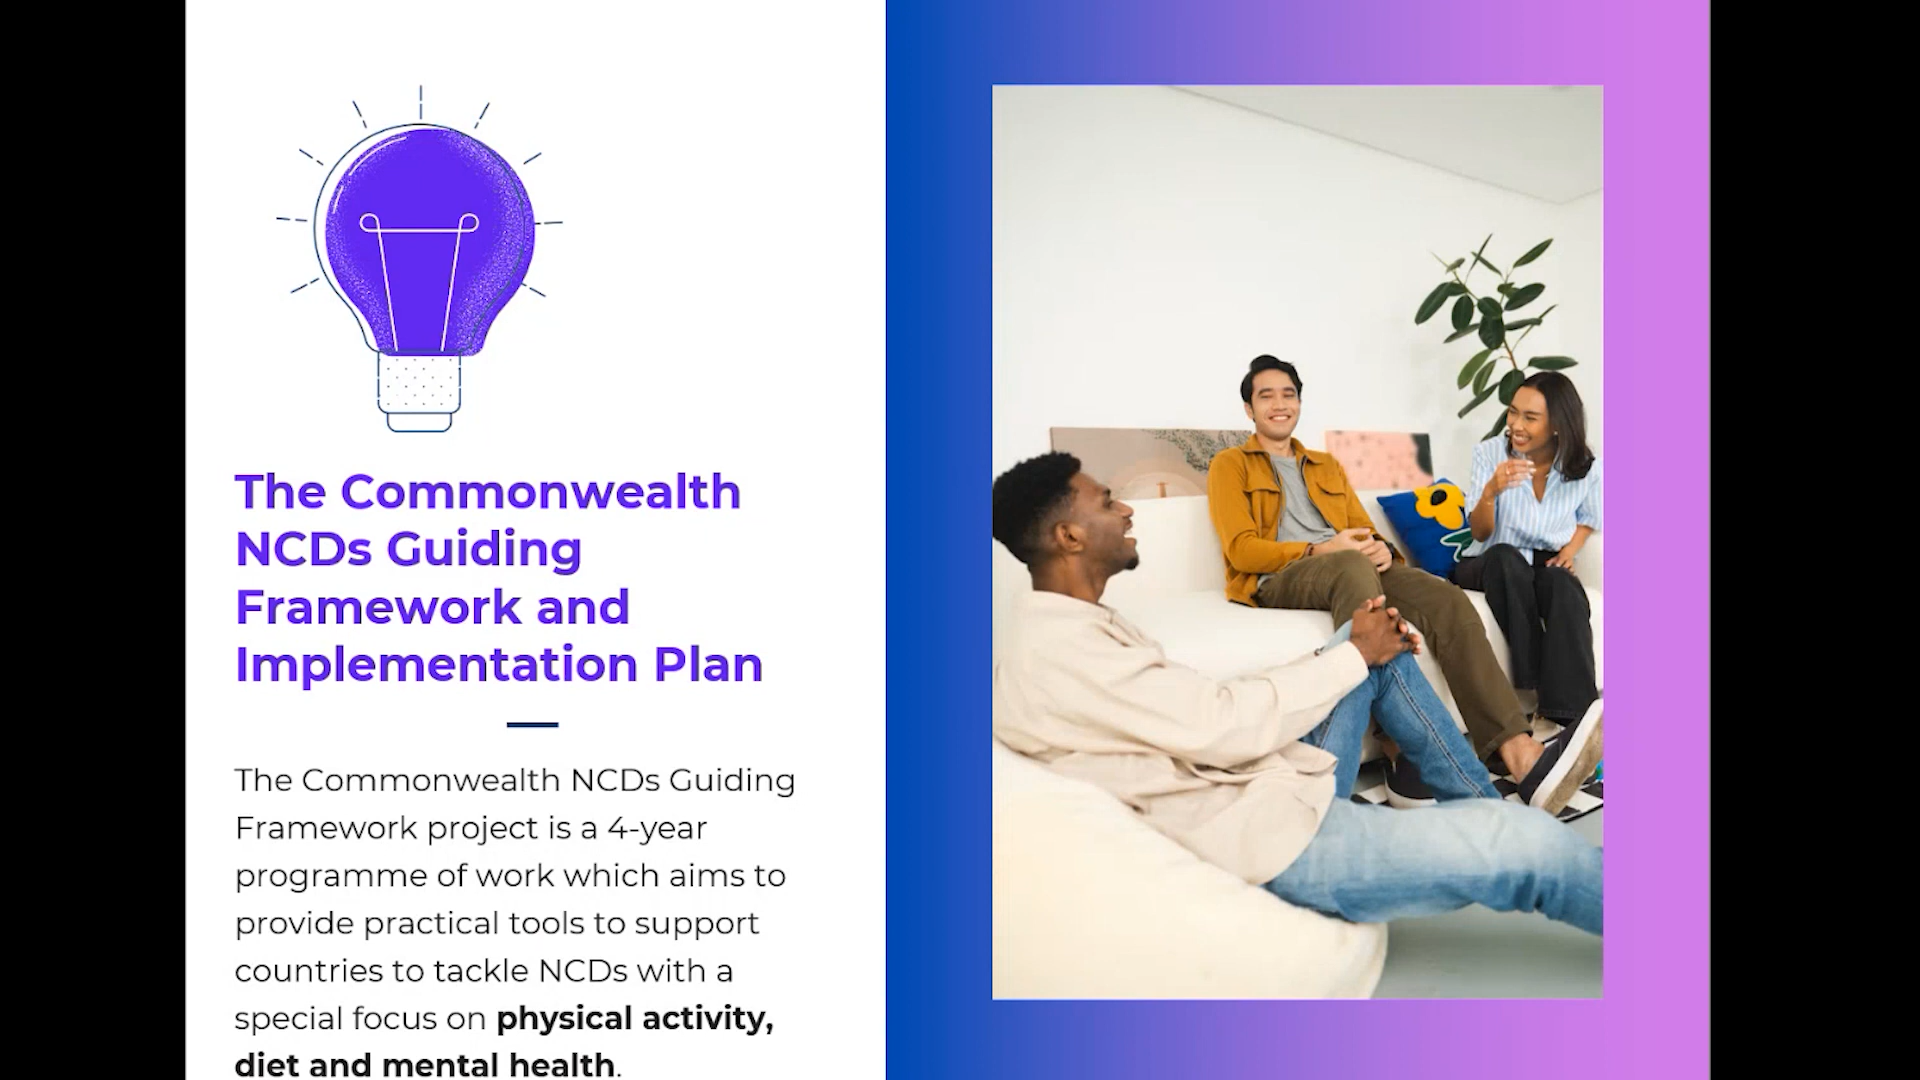 The Commonwealth
NCDs Guiding
Framework and
Implementation Plan
The Commonwealth NCDs Guiding
Framework project is a 4-year
programme of work which aims to
provide practical tools to support
countries to tackle NCDs with a
special focus on physical activity,
diet and mental health.